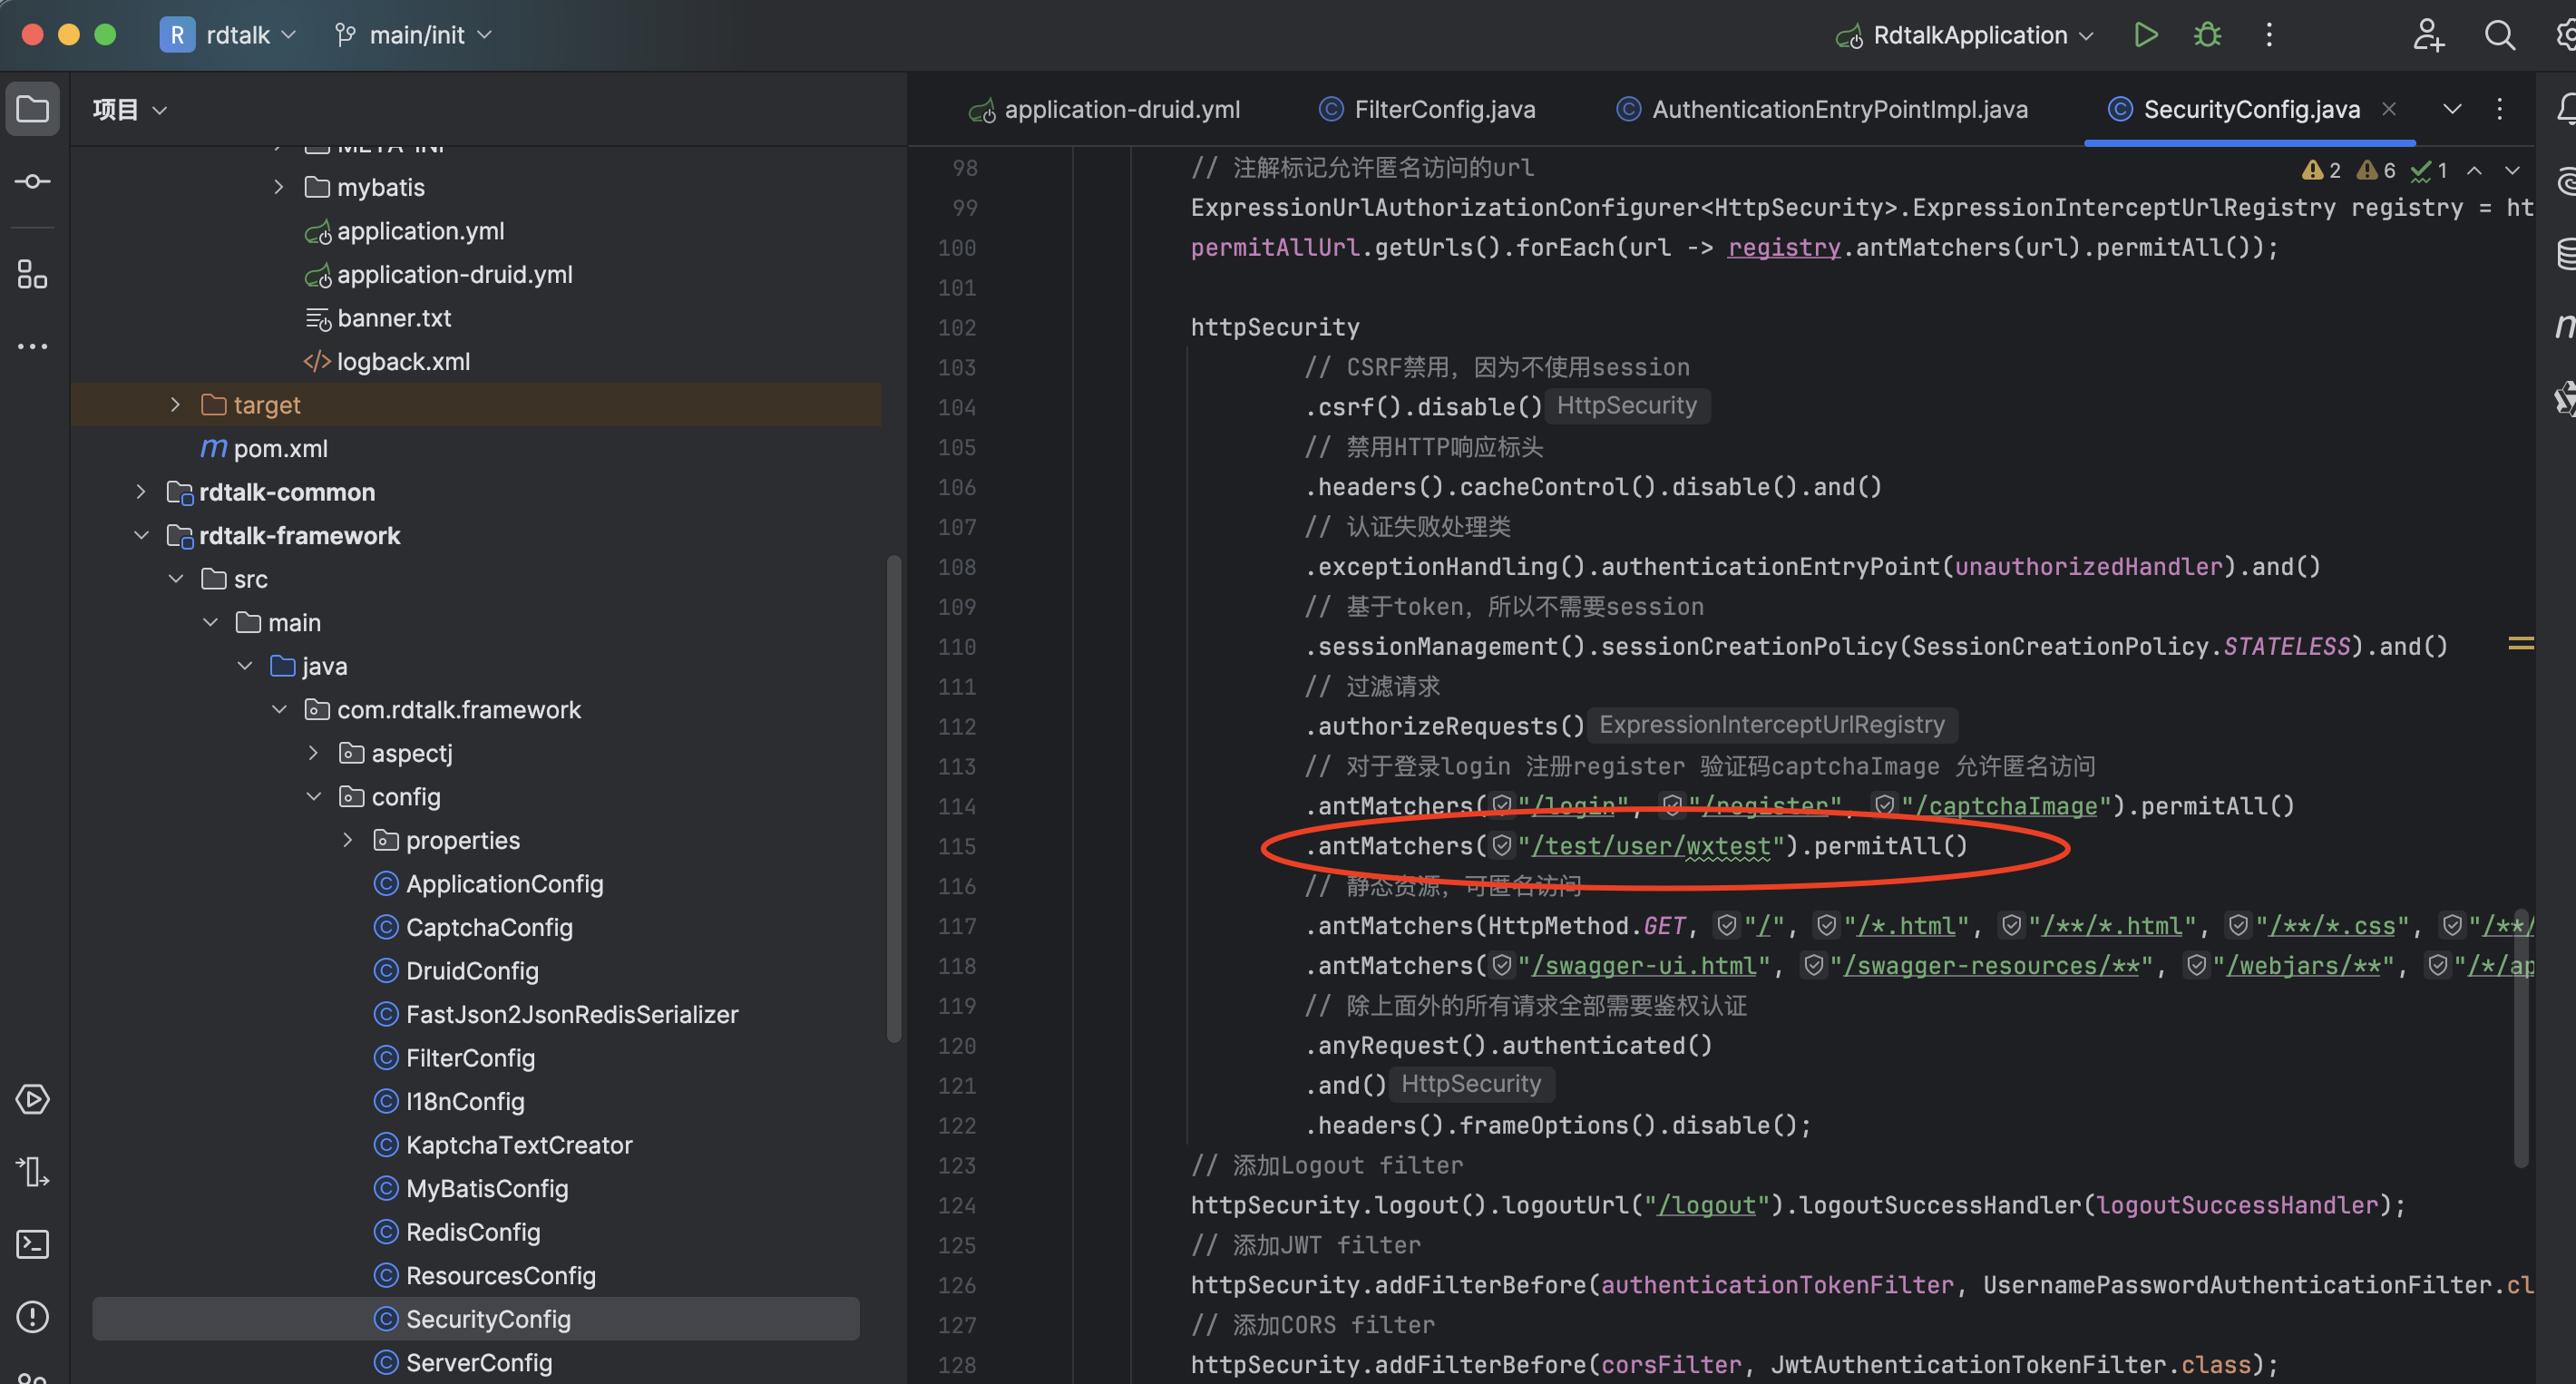 R rdtalk main/init RdtalkApplication
项目
application-druid.yml FilterConfig.java AuthenticationEntryPointImpl.java SecurityConfig.java
META-INF
mybatis
application.yml
application-druid.yml
banner.txt
logback.xml
target
pom.xml
rdtalk-common
rdtalk-framework
src
main
java
com.rdtalk.framework
aspectj
config
properties
ApplicationConfig
CaptchaConfig
DruidConfig
FastJson2JsonRedisSerializer
FilterConfig
I18nConfig
KaptchaTextCreator
MyBatisConfig
RedisConfig
ResourcesConfig
SecurityConfig
ServerConfig
2 6 1
98 // 注解标记允许匿名访问的url
99 ExpressionUrlAuthorizationConfigurer<HttpSecurity>.ExpressionInterceptUrlRegistry registry = ht
100 permitAllUrl.getUrls().forEach(url -> registry.antMatchers(url).permitAll());
101
102 httpSecurity
103 // CSRF禁用，因为不使用session
104 .csrf().disable() HttpSecurity
105 // 禁用HTTP响应标头
106 .headers().cacheControl().disable().and()
107 // 认证失败处理类
108 .exceptionHandling().authenticationEntryPoint(unauthorizedHandler).and()
109 // 基于token，所以不需要session
110 .sessionManagement().sessionCreationPolicy(SessionCreationPolicy.STATELESS).and()
111 // 过滤请求
112 .authorizeRequests() ExpressionInterceptUrlRegistry
113 // 对于登录login 注册register 验证码captchaImage 允许匿名访问
114 .antMatchers("/login", "/register", "/captchaImage").permitAll()
115 .antMatchers("/test/user/wxtest").permitAll()
116 // 静态资源，可匿名访问
117 .antMatchers(HttpMethod.GET, "/", "/*.html", "/**/*.html", "/**/*.css", "/**/
118 .antMatchers("/swagger-ui.html", "/swagger-resources/**", "/webjars/**", "/*/ap
119 // 除上面外的所有请求全部需要鉴权认证
120 .anyRequest().authenticated()
121 .and() HttpSecurity
122 .headers().frameOptions().disable();
123 // 添加Logout filter
124 httpSecurity.logout().logoutUrl("/logout").logoutSuccessHandler(logoutSuccessHandler);
125 // 添加JWT filter
126 httpSecurity.addFilterBefore(authenticationTokenFilter, UsernamePasswordAuthenticationFilter.cl
127 // 添加CORS filter
128 httpSecurity.addFilterBefore(corsFilter, JwtAuthenticationTokenFilter.class);